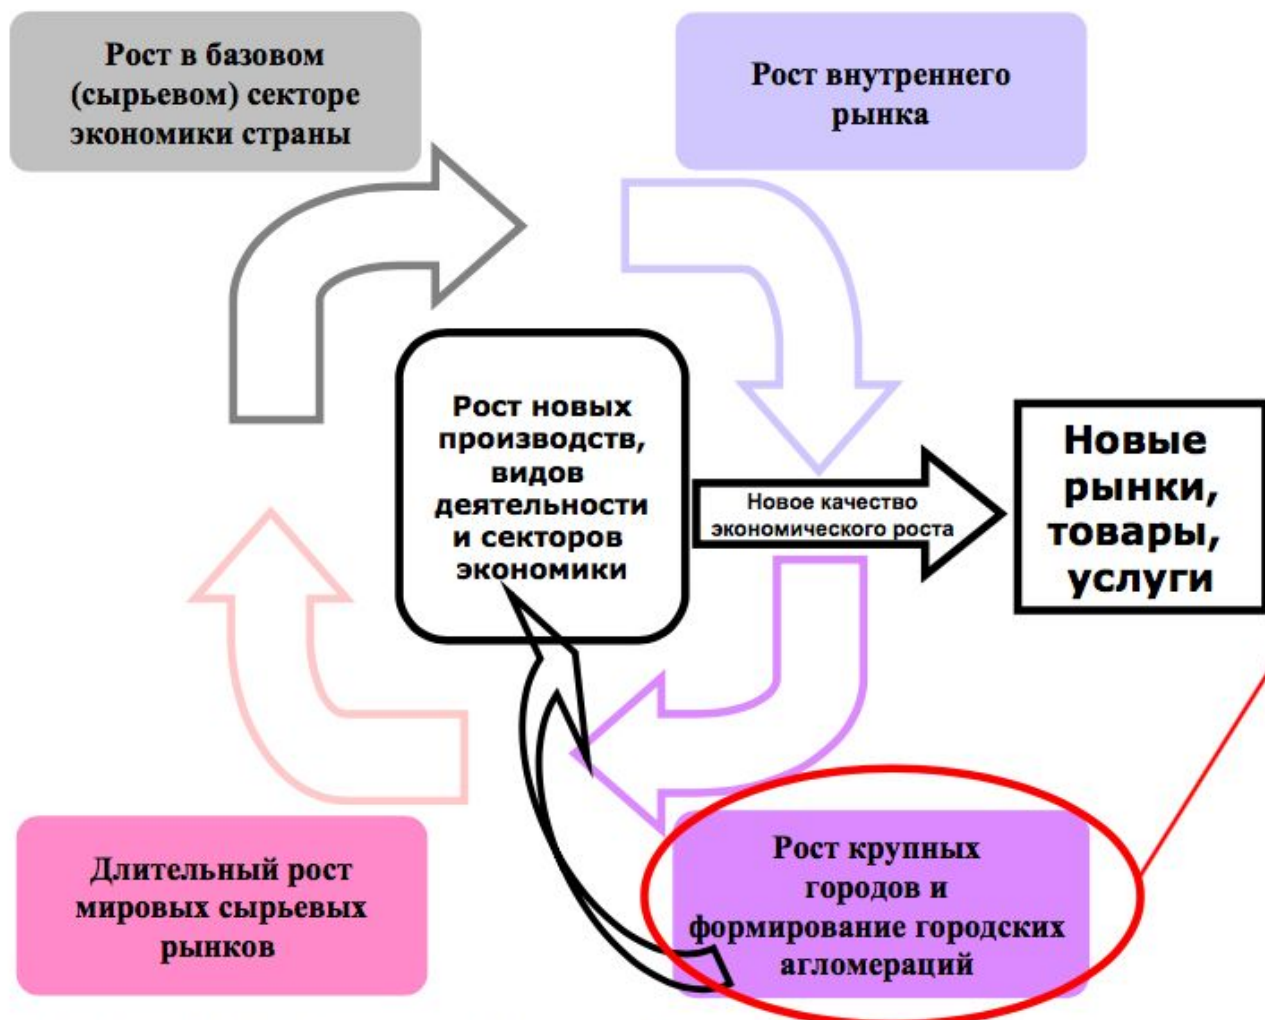 Рост в базовом
(сырьевом) секторе
экономики страны
Рост внутреннего
рынка
Рост новых
производств,
видов
деятельности
и секторов
экономики
Новое качество
экономического роста
Новые
рынки,
товары,
услуги
Длительный рост
мировых сырьевых
рынков
Рост крупных
городов и
формирование городских
агломераций